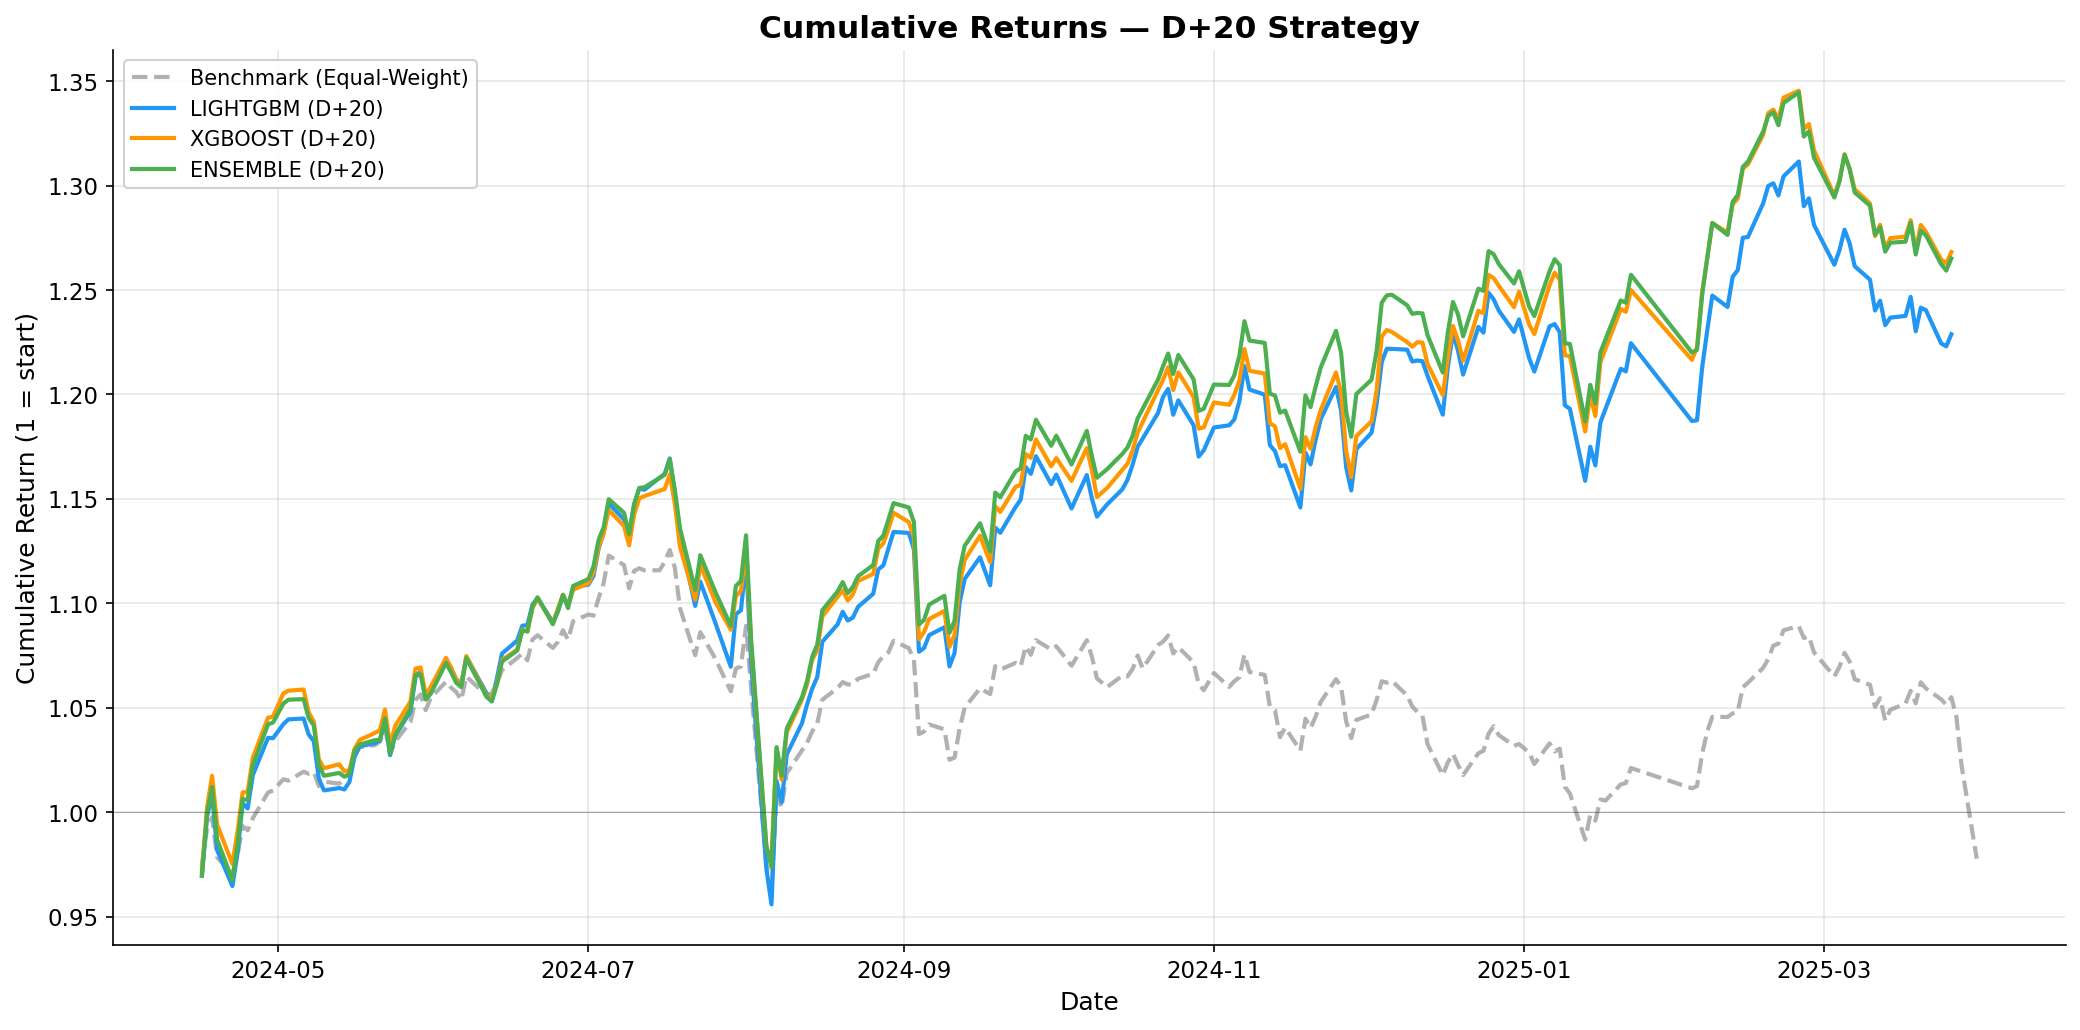 Cumulative Returns — D+20 Strategy
Benchmark (Equal-Weight)
LIGHTGBM (D+20)
XGBOOST (D+20)
ENSEMBLE (D+20)
Cumulative Return (1 = start)
1.35
1.30
1.25
1.20
1.15
1.10
1.05
1.00
0.95
2024-05
2024-07
2024-09
2024-11
2025-01
2025-03
Date